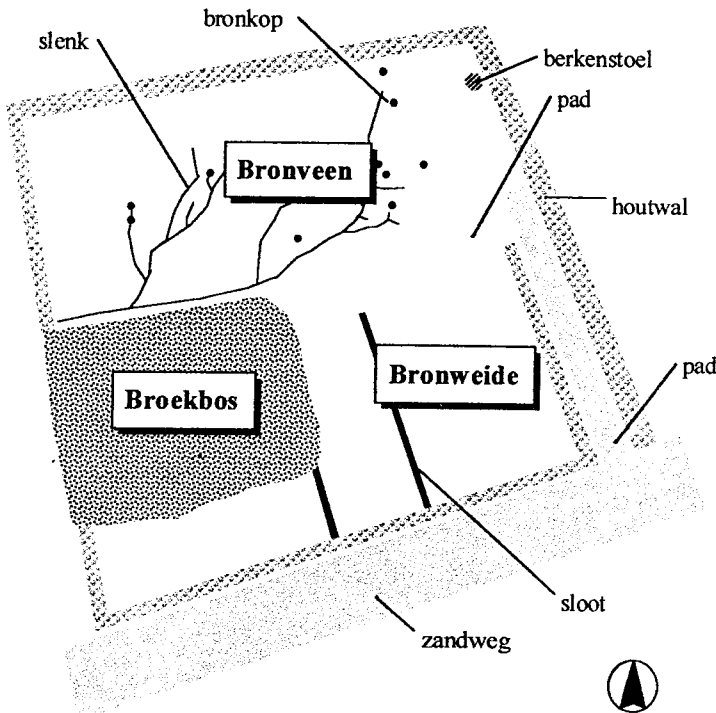 bronkop
slenk
berkenstoel
pad
Bronveen
houtwal
pad
Bronweide
Broekbos
sloot
zandweg